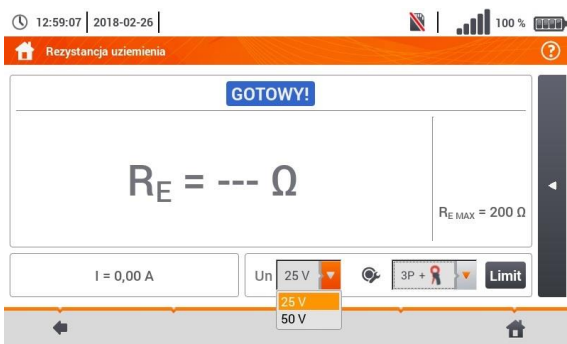 12:59:07 2018-02-26 100 %
Rezystancja uziemienia ?
GOTOWY!
RE = --- Ω
RE MAX = 200 Ω
I = 0,00 A Un 25 V 3P + Limit
25 V
50 V